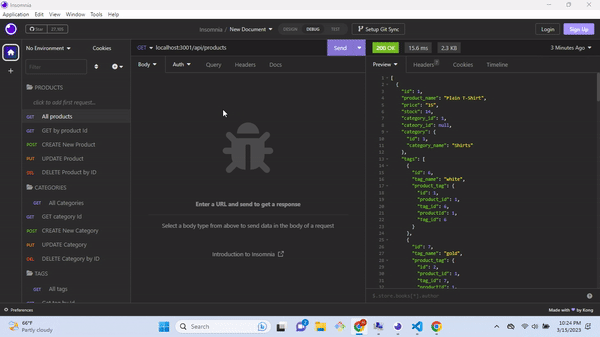 Insomnia
Application Edit View Window Tools Help
Star
Insomnia / New Document
DESIGN DEBUG TEST
Setup Git Sync
Login
Sign Up
No Environment
Cookies
Filter
PRODUCTS
click to add first request...
GET All products
GET GET by product Id
POST CREATE New Product
PUT UPDATE Product
DEL DELETE Product by ID
CATEGORIES
GET All Categories
GET GET category Id
POST CREATE New Category
PUT UPDATE Category
DEL DELETE Category by ID
TAGS
GET All tags
GET Get tag by id
GET localhost:3001/api/products
Send
Body
Auth
Query
Headers
Docs
Enter a URL and send to get a response
Select a body type from above to send data in the body of a request
Introduction to Insomnia
200 OK
15.6 ms
2.3 KB
3 Minutes Ago
Preview
Headers
Cookies
Timeline
1 [
2 {
3 "id": 1,
4 "product_name": "Plain T-Shirt",
5 "price": "15",
6 "stock": 14,
7 "category_id": 1,
8 "cateory_id": null,
9 "category": {
10 "id": 1,
11 "category_name": "Shirts"
12 },
13 "tags": [
14 {
15 "id": 6,
16 "tag_name": "white",
17 "product_tag": {
18 "id": 1,
19 "product_id": 1,
20 "tag_id": 6,
21 "productId": 1,
22 "tag_id": 6
23 }
24 },
25 {
26 "id": 7,
27 "tag_name": "gold",
28 "product_tag": {
29 "id": 2,
30 "product_id": 1,
31 "tag_id": 7,
$.store.books[*].author
Preferences
Made with ♥ by Kong
66°F
Partly cloudy
Search
10:24 PM
3/15/2023